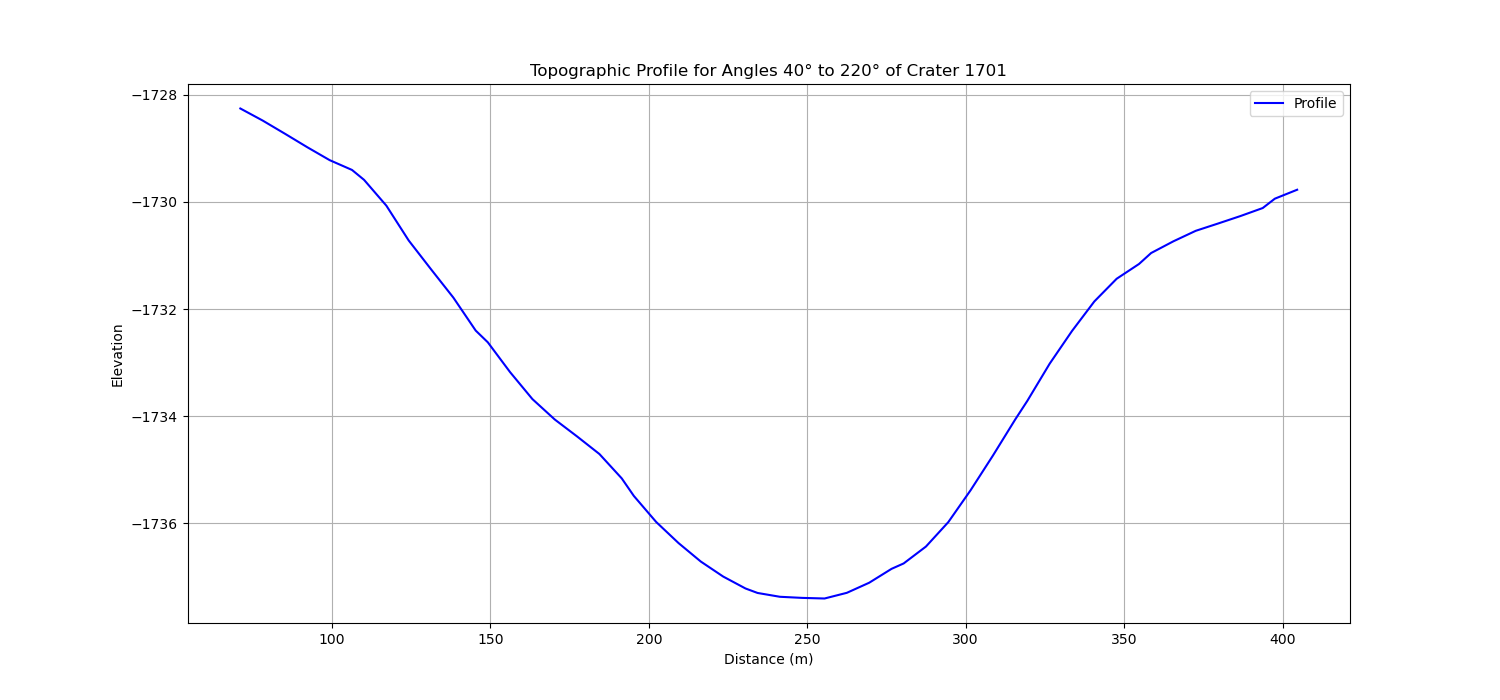 Topographic Profile for Angles 40° to 220° of Crater 1701
Profile
−1728
−1730
−1732
−1734
−1736
Elevation
100 150 200 250 300 350 400
Distance (m)